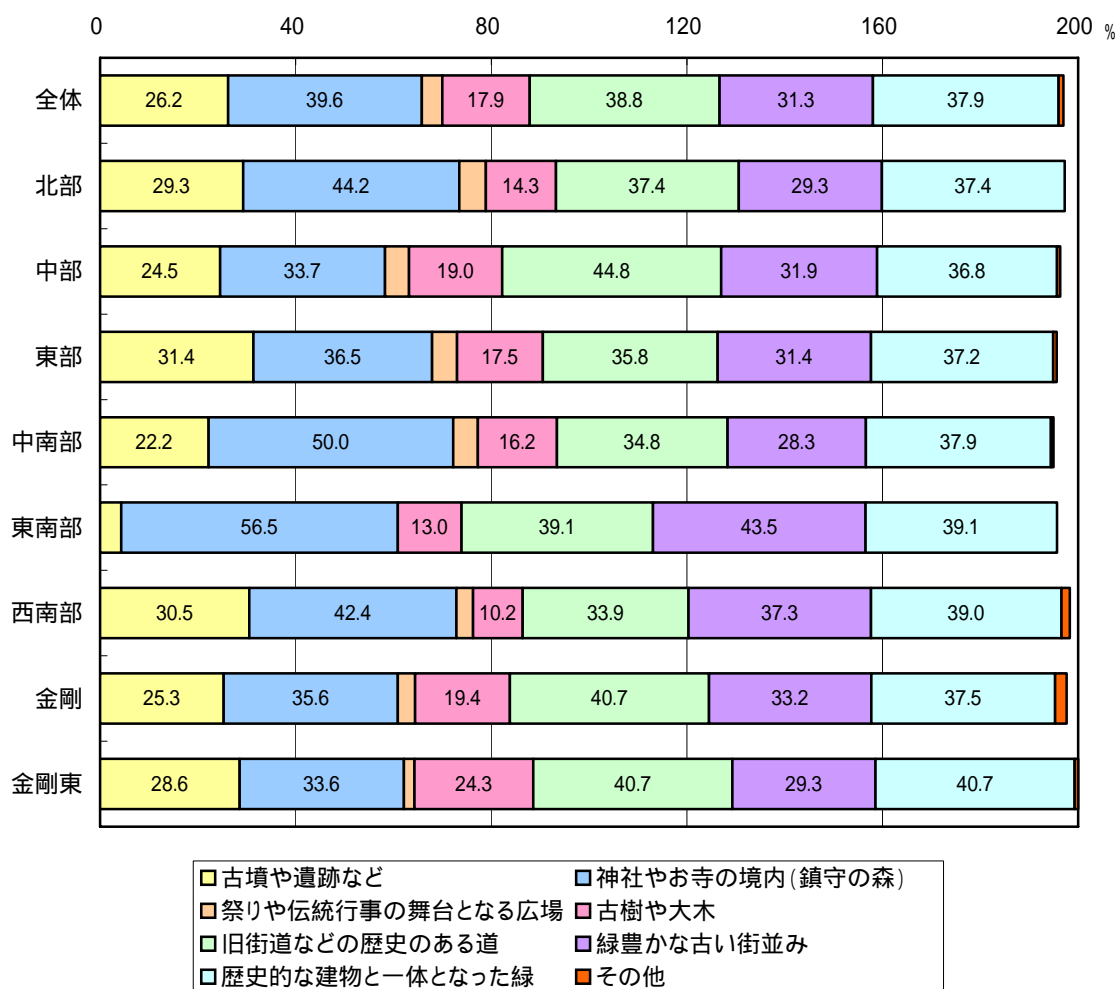 0 40 80 120 160 200 %
全体 26.2 39.6 17.9 38.8 31.3 37.9
北部 29.3 44.2 14.3 37.4 29.3 37.4
中部 24.5 33.7 19.0 44.8 31.9 36.8
東部 31.4 36.5 17.5 35.8 31.4 37.2
中南部 22.2 50.0 16.2 34.8 28.3 37.9
東南部 56.5 13.0 39.1 43.5 39.1
西南部 30.5 42.4 10.2 33.9 37.3 39.0
金剛 25.3 35.6 19.4 40.7 33.2 37.5
金剛東 28.6 33.6 24.3 40.7 29.3 40.7
古墳や遺跡など 神社やお寺の境内(鎮守の森)
祭りや伝統行事の舞台となる広場 古樹や大木
旧街道などの歴史のある道 緑豊かな古い街並み
歴史的な建物と一体となった緑 その他